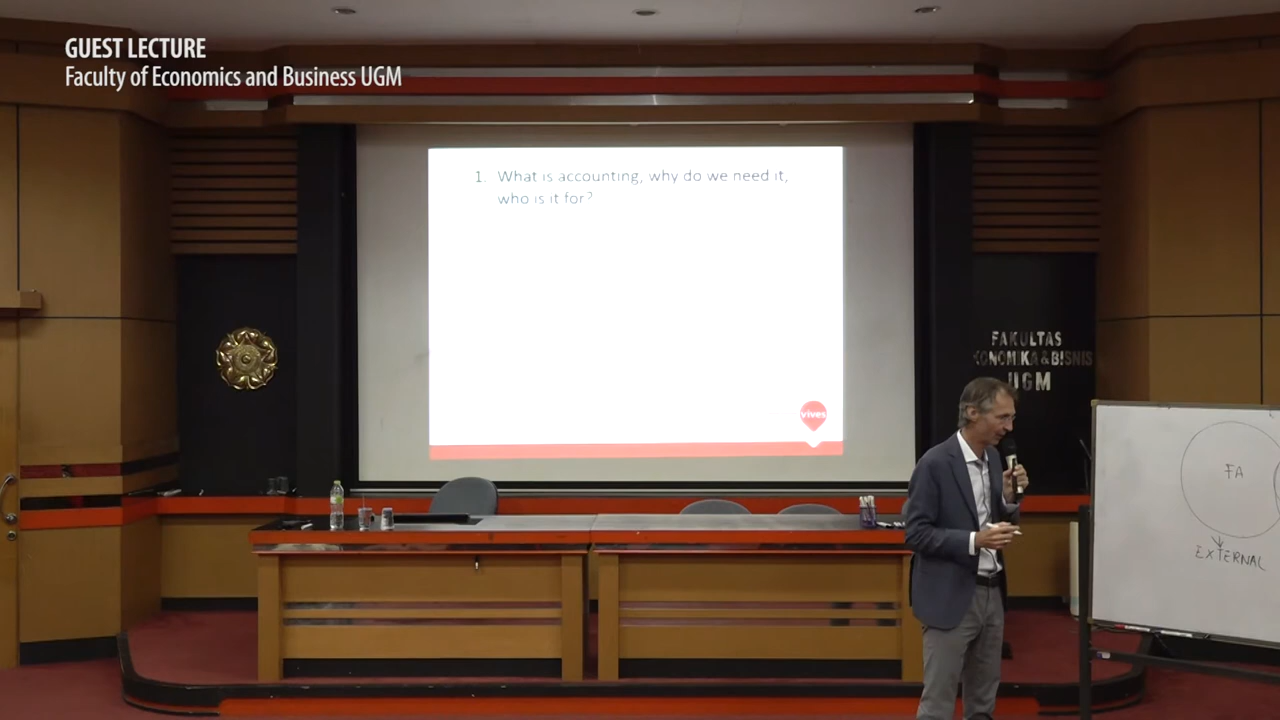 GUEST LECTURE
Faculty of Economics and Business UGM
1. What is accounting, why do we need it,
who is it for?
vives
FAKULTAS
KONOMIKA & BISNIS
UGM
FA
EXTERNAL